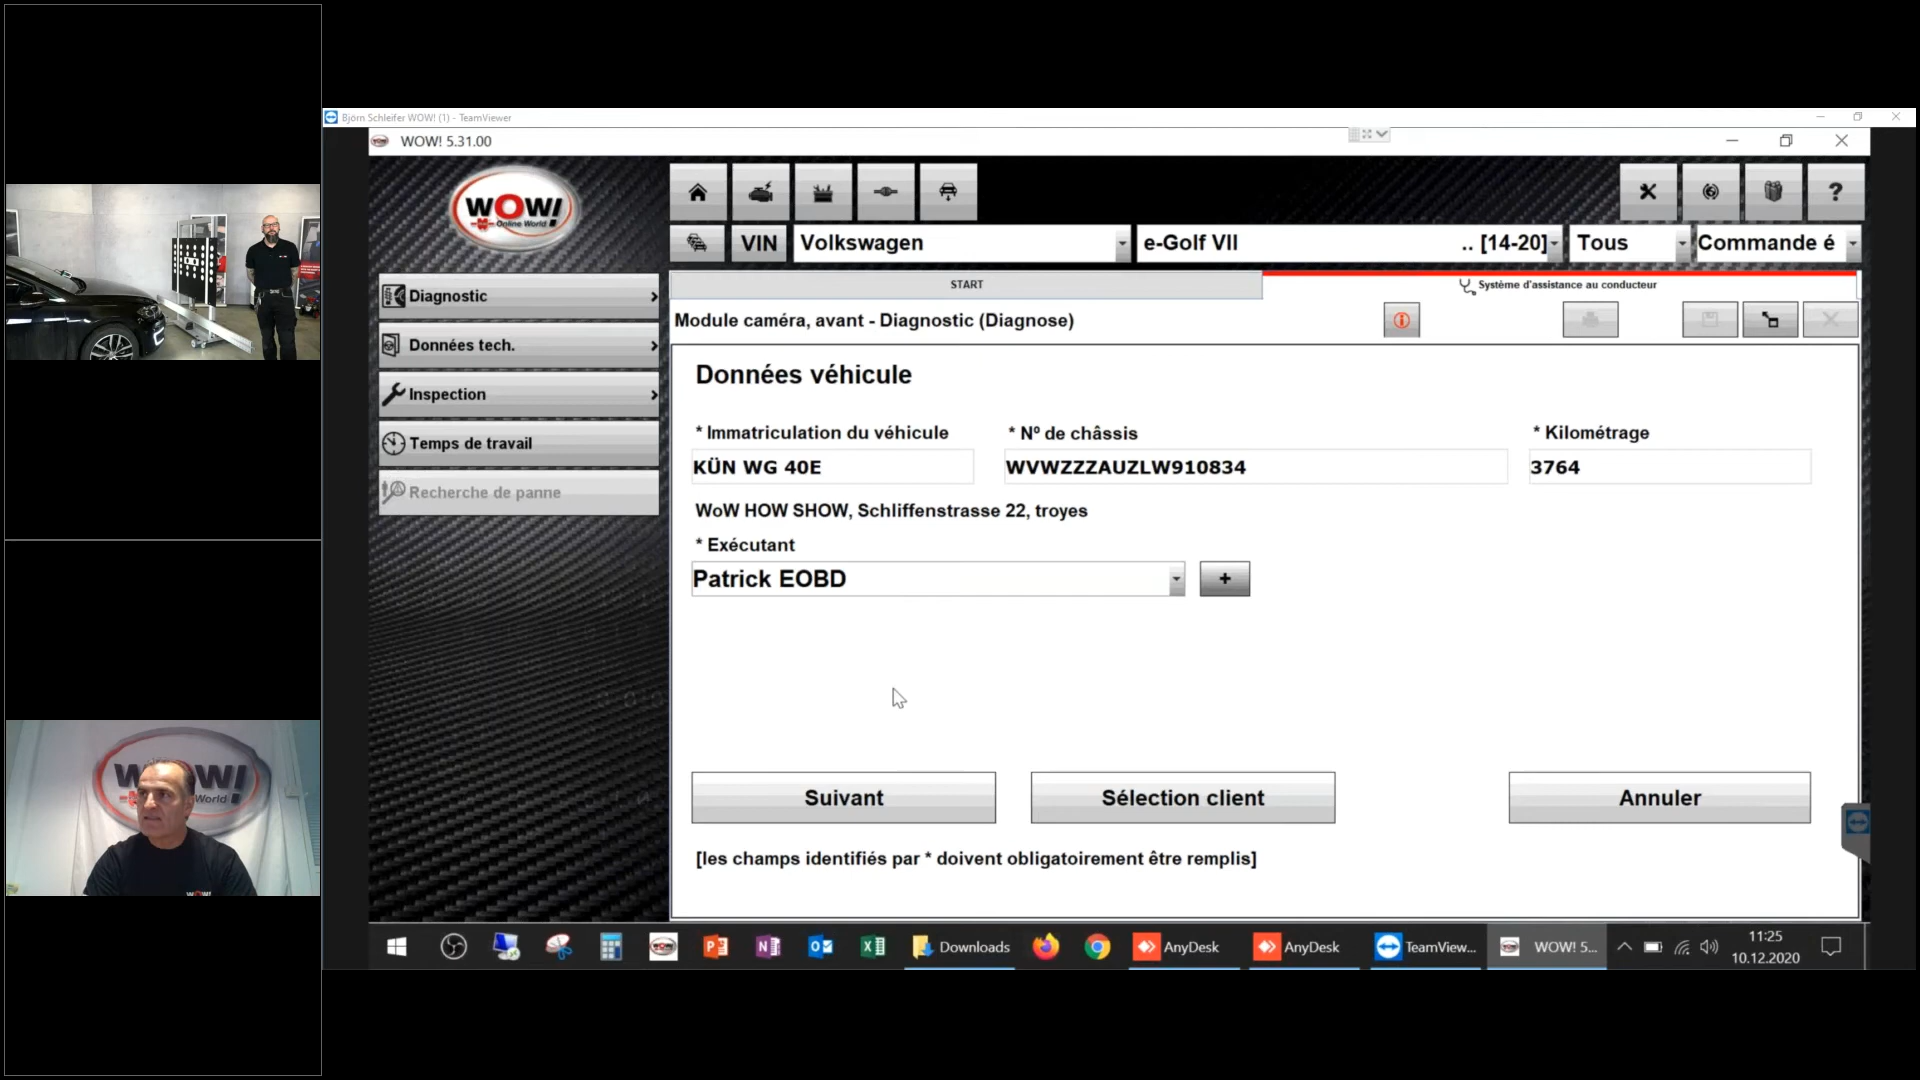 Björn Schleifer WOW! (1) - TeamViewer
WOW! 5.31.00
WOW!
Online World
VIN
Volkswagen
e-Golf VII .. [14-20]
Tous
Commande é
Diagnostic
Données tech.
Inspection
Temps de travail
Recherche de panne
START
Système d'assistance au conducteur
Module caméra, avant - Diagnostic (Diagnose)
Données véhicule
* Immatriculation du véhicule
* Nº de châssis
* Kilométrage
KÜN WG 40E
WVWZZZAUZLW910834
3764
WoW HOW SHOW, Schliffenstrasse 22, troyes
* Exécutant
Patrick EOBD
+
Suivant
Sélection client
Annuler
[les champs identifiés par * doivent obligatoirement être remplis]
Downloads
AnyDesk
AnyDesk
TeamView...
WOW! 5...
11:25
10.12.2020